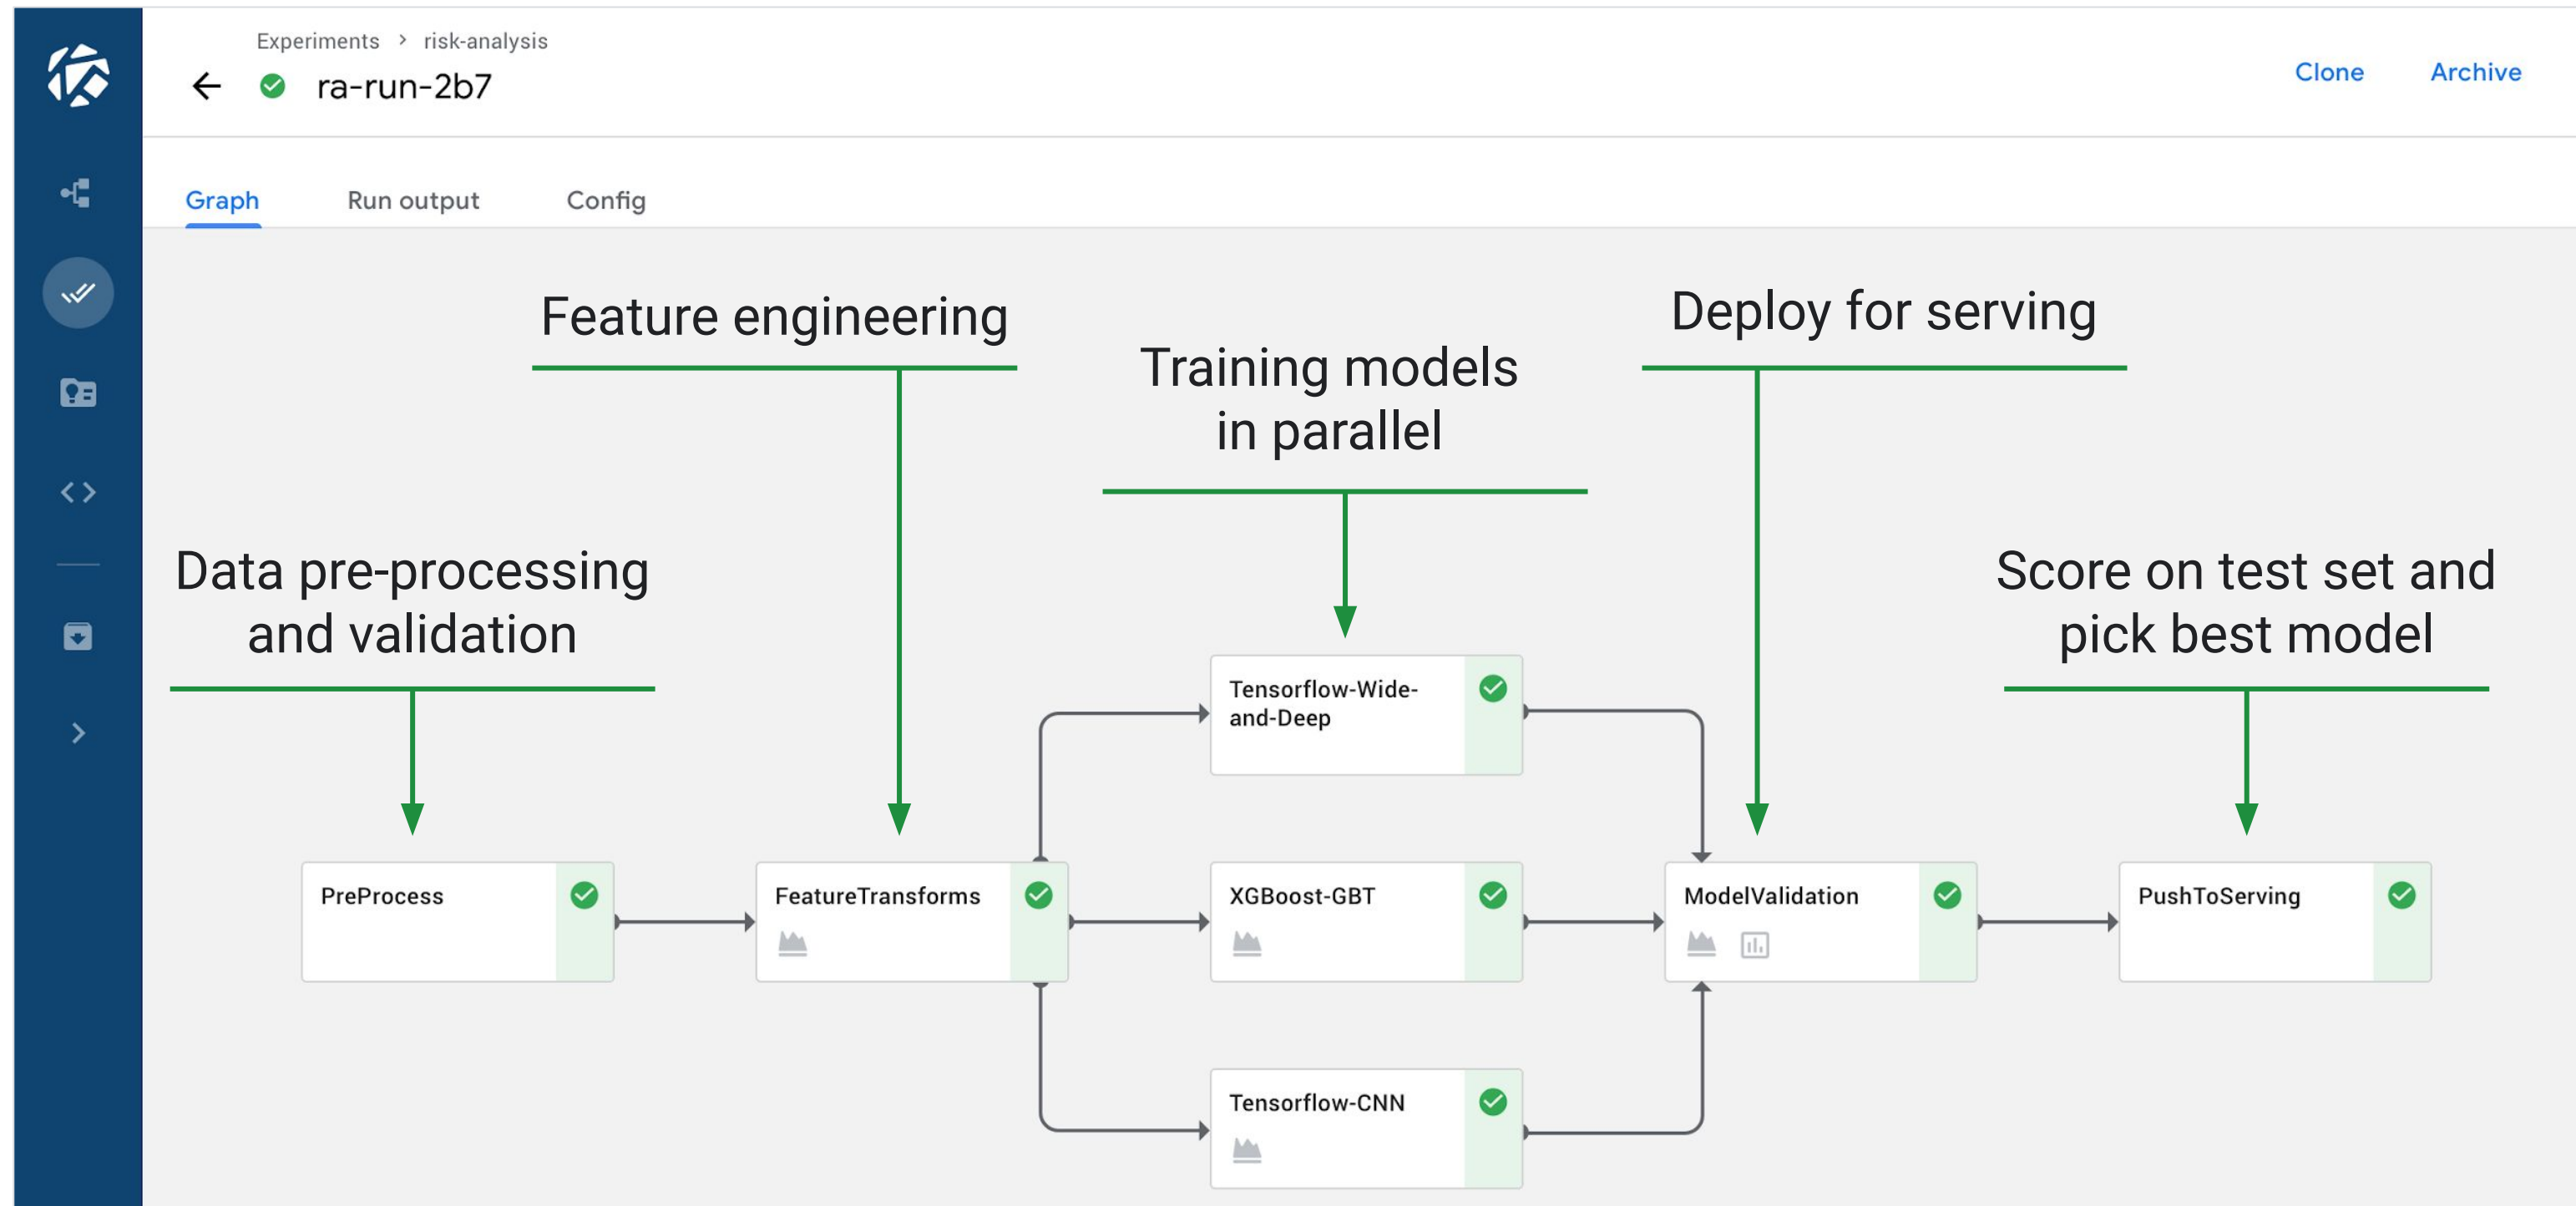 Experiments > risk-analysis
ra-run-2b7
Clone
Archive
Graph
Run output
Config
Feature engineering
Deploy for serving
Training models
in parallel
Data pre-processing
and validation
Score on test set and
pick best model
Tensorflow-Wide-
and-Deep
PreProcess
FeatureTransforms
XGBoost-GBT
ModelValidation
PushToServing
Tensorflow-CNN